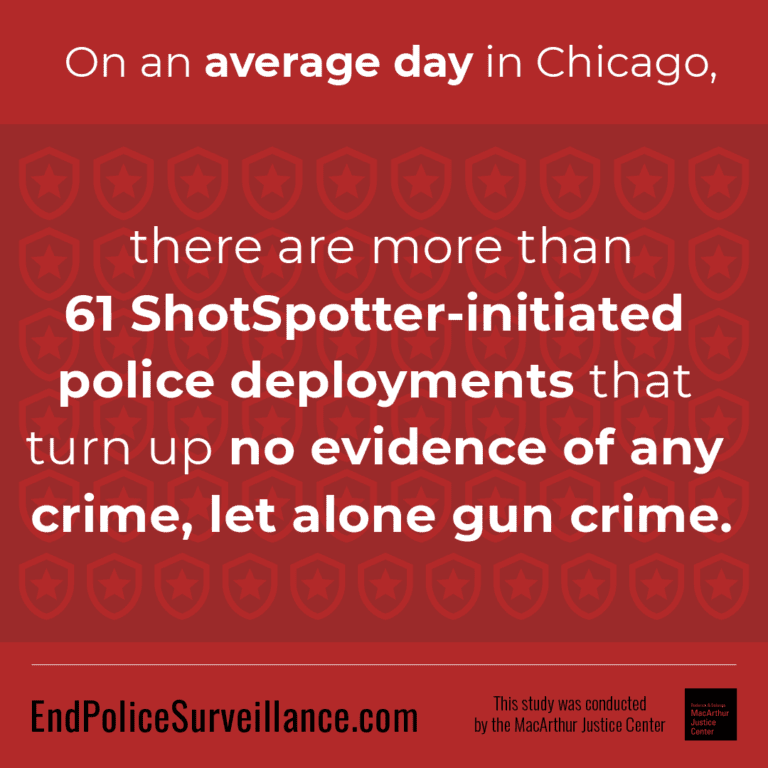 On an average day in Chicago,
there are more than
61 ShotSpotter-initiated
police deployments that
turn up no evidence of any
crime, let alone gun crime.
EndPoliceSurveillance.com
This study was conducted
by the MacArthur Justice Center
MacArthur
Justice
Center